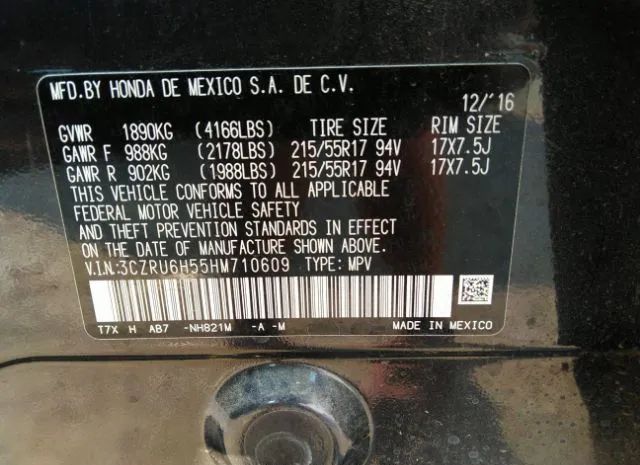 MFD.BY HONDA DE MEXICO S.A. DE C.V.
12/'16
GVWR 1890KG (4166LBS) TIRE SIZE RIM SIZE
GAWR F 988KG (2178LBS) 215/55R17 94V 17X7.5J
GAWR R 902KG (1988LBS) 215/55R17 94V 17X7.5J
THIS VEHICLE CONFORMS TO ALL APPLICABLE
FEDERAL MOTOR VEHICLE SAFETY
AND THEFT PREVENTION STANDARDS IN EFFECT
ON THE DATE OF MANUFACTURE SHOWN ABOVE.
V.I.N:3CZRU6H55HM710609 TYPE: MPV
T7X H AB7 -NH821M -A -M MADE IN MEXICO